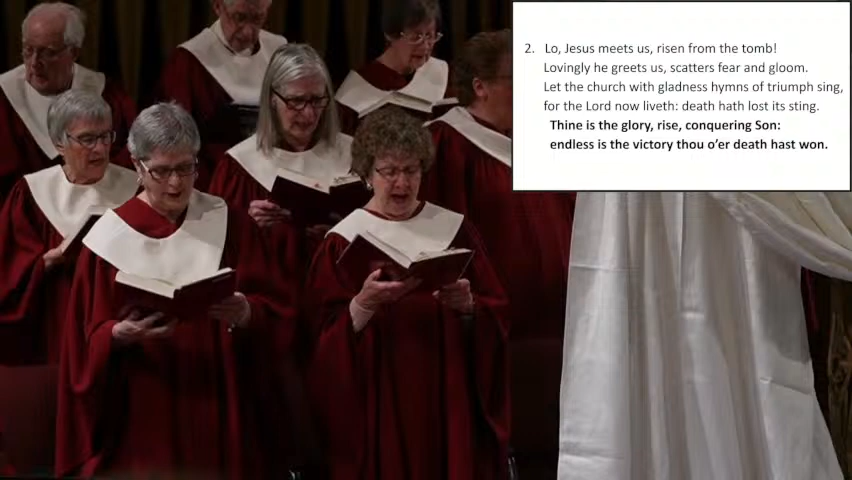 2. Lo, Jesus meets us, risen from the tomb!
Lovingly he greets us, scatters fear and gloom.
Let the church with gladness hymns of triumph sing,
for the Lord now liveth: death hath lost its sting.
Thine is the glory, rise, conquering Son:
endless is the victory thou o’er death hast won.